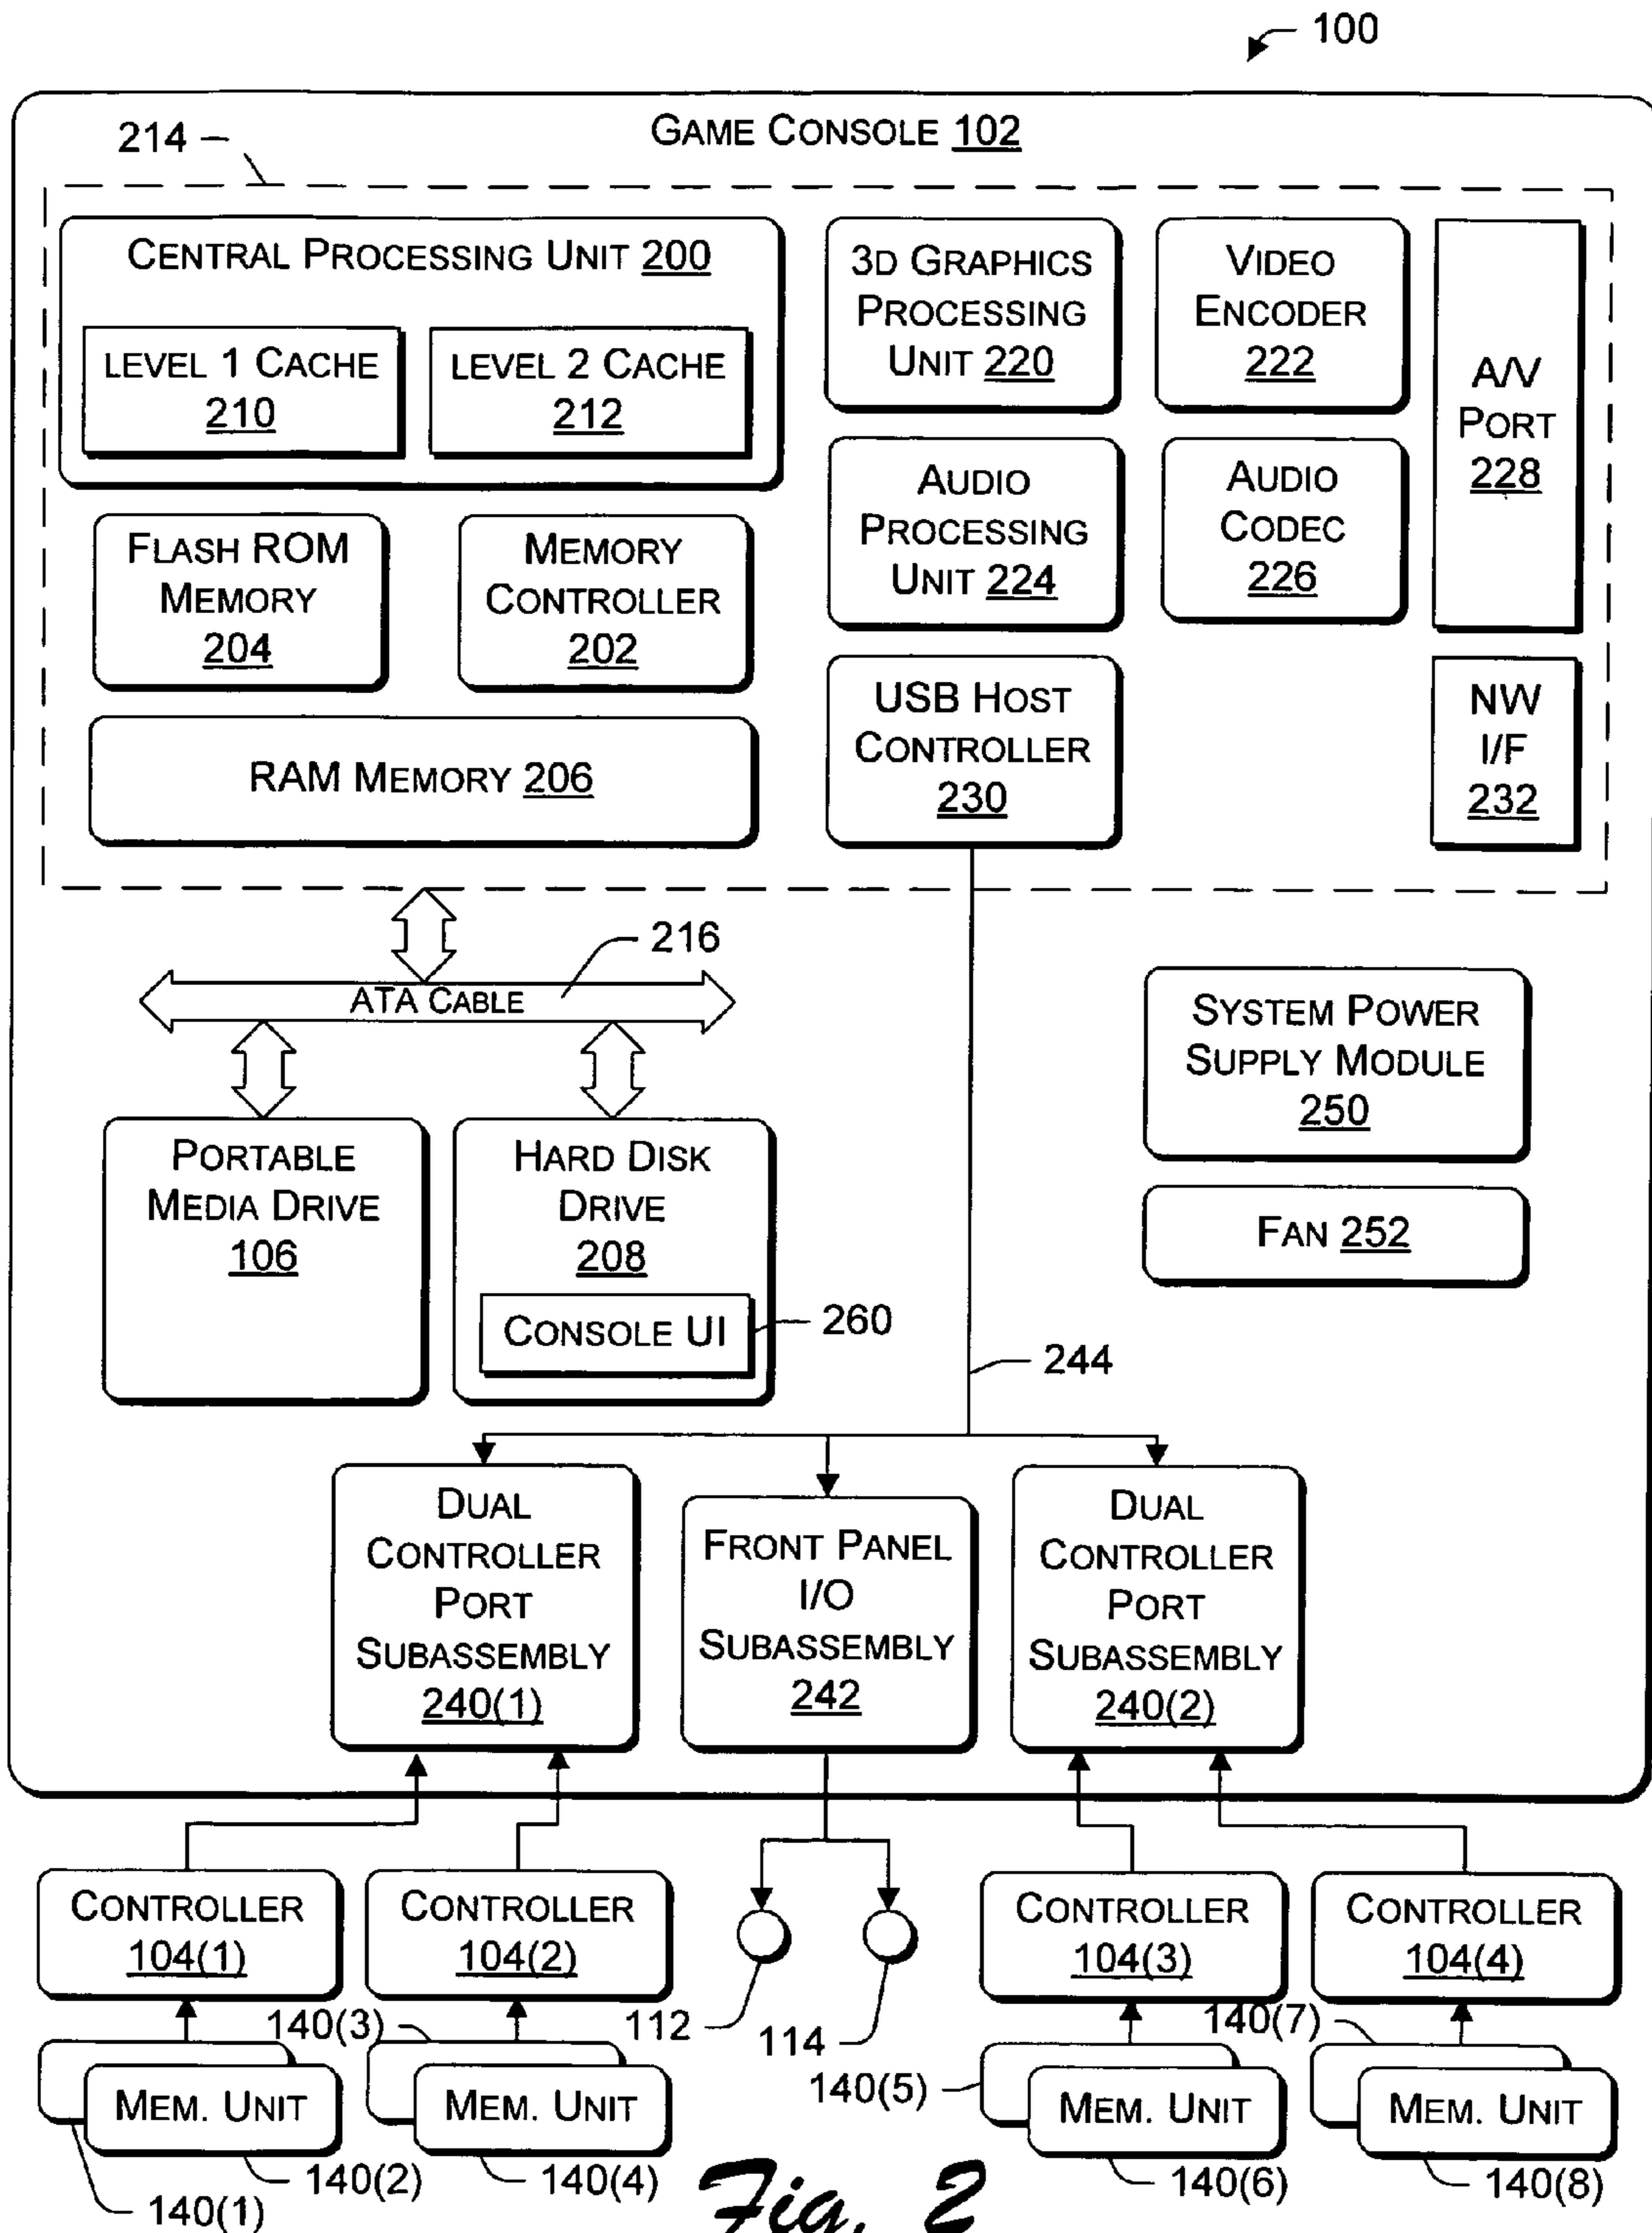 100
GAME CONSOLE 102
214
CENTRAL PROCESSING UNIT 200
LEVEL 1 CACHE
210
LEVEL 2 CACHE
212
3D GRAPHICS
PROCESSING
UNIT 220
VIDEO
ENCODER
222
A/V
PORT
228
FLASH ROM
MEMORY
204
MEMORY
CONTROLLER
202
AUDIO
PROCESSING
UNIT 224
AUDIO
CODEC
226
RAM MEMORY 206
USB HOST
CONTROLLER
230
NW
I/F
232
216
ATA CABLE
SYSTEM POWER
SUPPLY MODULE
250
PORTABLE
MEDIA DRIVE
106
HARD DISK
DRIVE
208
CONSOLE UI
260
FAN 252
244
DUAL
CONTROLLER
PORT
SUBASSEMBLY
240(1)
FRONT PANEL
I/O
SUBASSEMBLY
242
DUAL
CONTROLLER
PORT
SUBASSEMBLY
240(2)
CONTROLLER
104(1)
CONTROLLER
104(2)
CONTROLLER
104(3)
CONTROLLER
104(4)
140(3)
112
114
140(7)
140(5)
MEM. UNIT
MEM. UNIT
MEM. UNIT
MEM. UNIT
140(1)
140(2)
140(4)
140(6)
140(8)
Fig. 2